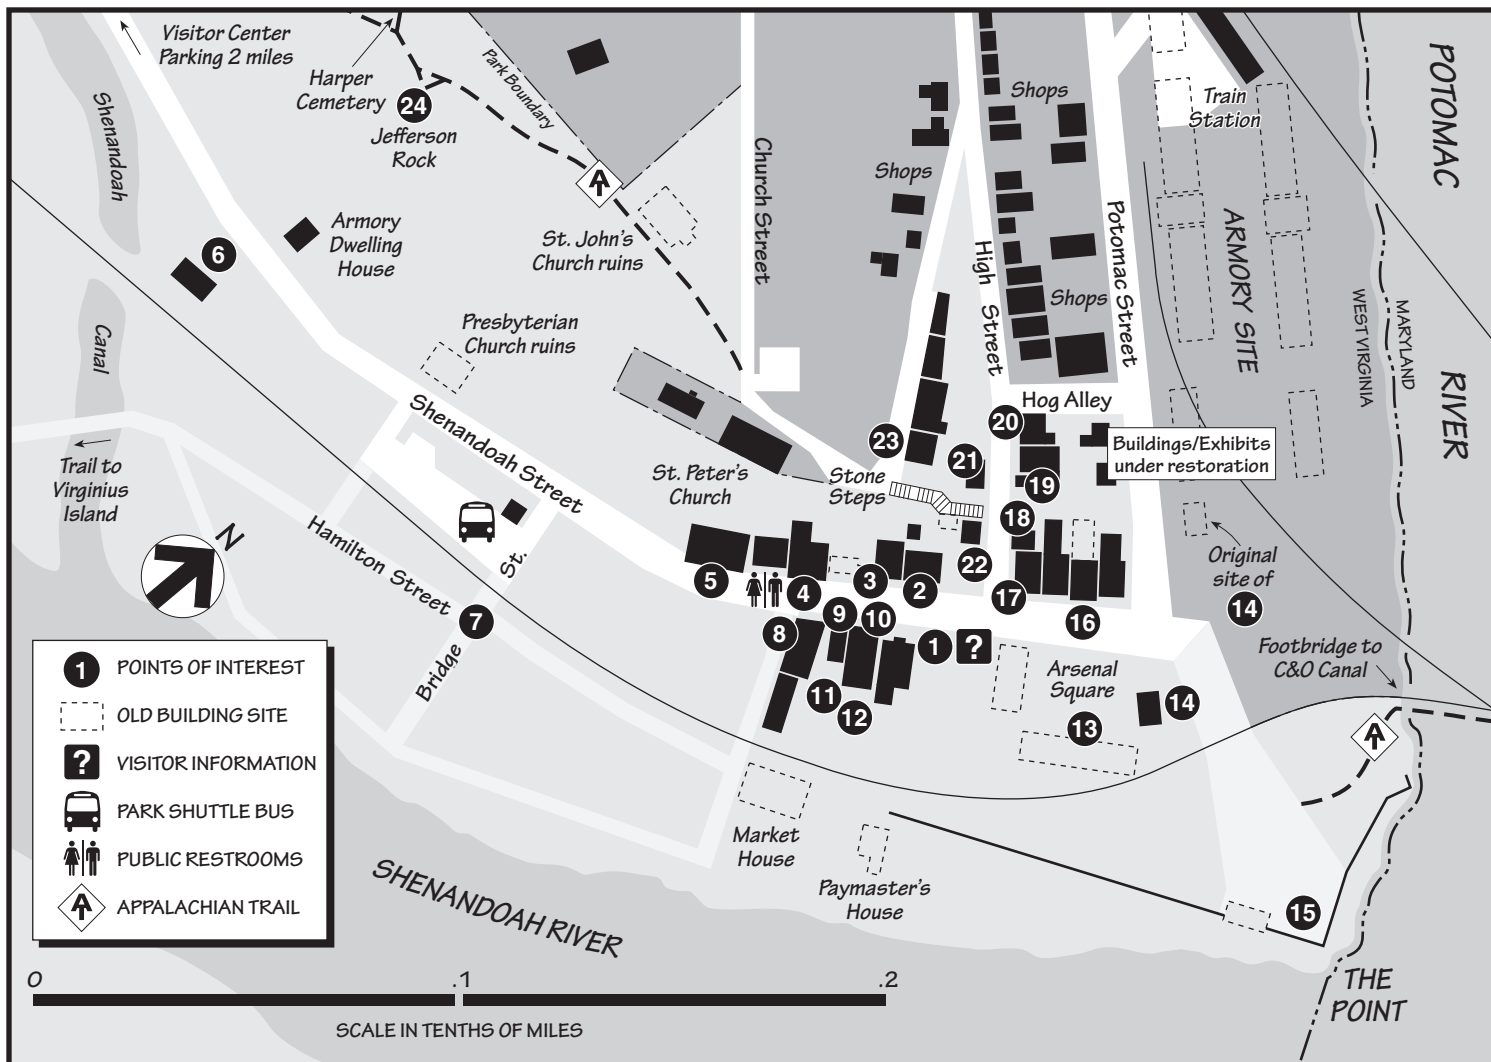 Visitor Center
Parking 2 miles
Harper
Cemetery
24
Jefferson
Rock
Park Boundary
Shenandoah
Canal
6
Armory
Dwelling
House
St. John's
Church ruins
Presbyterian
Church ruins
Church Street
Shops
Shops
Shops
High Street
Potomac Street
Train
Station
ARMORY SITE
POTOMAC
RIVER
WEST VIRGINIA
MARYLAND
Hog Alley
Buildings/Exhibits
under restoration
20
21
23
19
18
22
17
16
Stone
Steps
St. Peter's
Church
Shenandoah Street
Trail to
Virginius
Island
Hamilton Street
Bridge St.
N
7
5
4
3
2
8
9
10
1
?
11
12
Arsenal
Square
13
14
Original
site of
14
Footbridge to
C&O Canal
A
A
Market
House
Paymaster's
House
15
SHENANDOAH RIVER
THE
POINT
1 POINTS OF INTEREST
OLD BUILDING SITE
? VISITOR INFORMATION
PARK SHUTTLE BUS
PUBLIC RESTROOMS
A APPALACHIAN TRAIL
0 .1 .2
SCALE IN TENTHS OF MILES